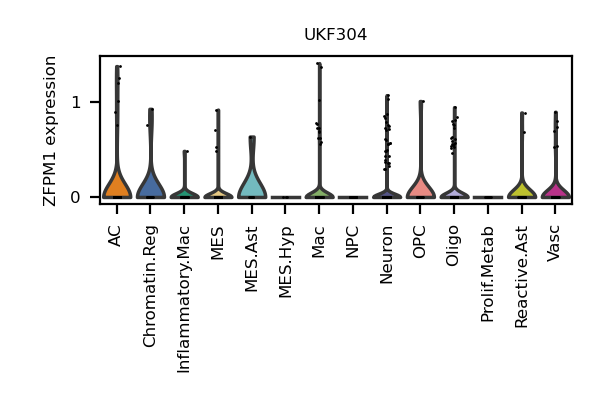 UKF304
ZFPM1 expression
1
0
AC
Chromatin.Reg
Inflammatory.Mac
MES
MES.Ast
MES.Hyp
Mac
NPC
Neuron
OPC
Oligo
Prolif.Metab
Reactive.Ast
Vasc